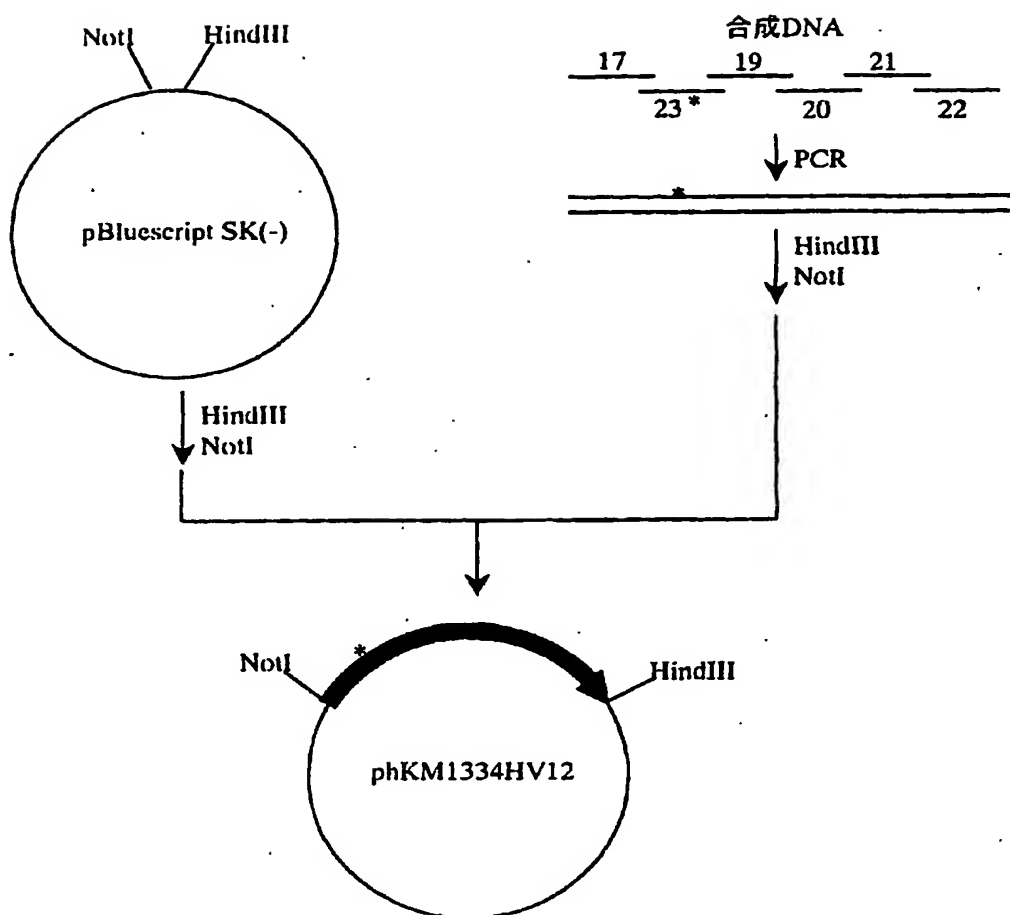 NotI HindIII
pBluescript SK(-)
HindIII
NotI
合成DNA
17 19 21
23 * 20 22
PCR
*
HindIII
NotI
*
NotI
HindIII
phKM1334HV12